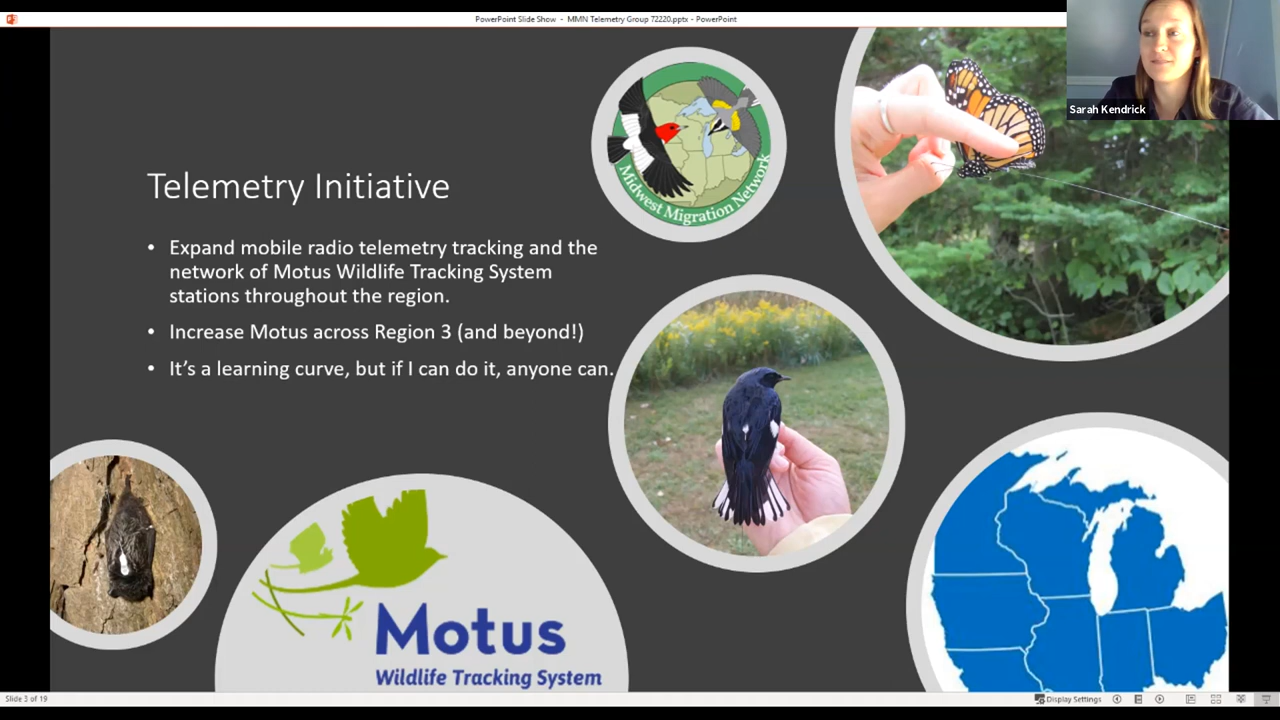 PowerPoint Slide Show - MMN Telemetry Group 72220.pptx - PowerPoint
Sarah Kendrick
Midwest Migration Network
Telemetry Initiative
• Expand mobile radio telemetry tracking and the
network of Motus Wildlife Tracking System
stations throughout the region.
• Increase Motus across Region 3 (and beyond!)
• It's a learning curve, but if I can do it, anyone can.
Motus
Wildlife Tracking System
Slide 3 of 19
Display Settings